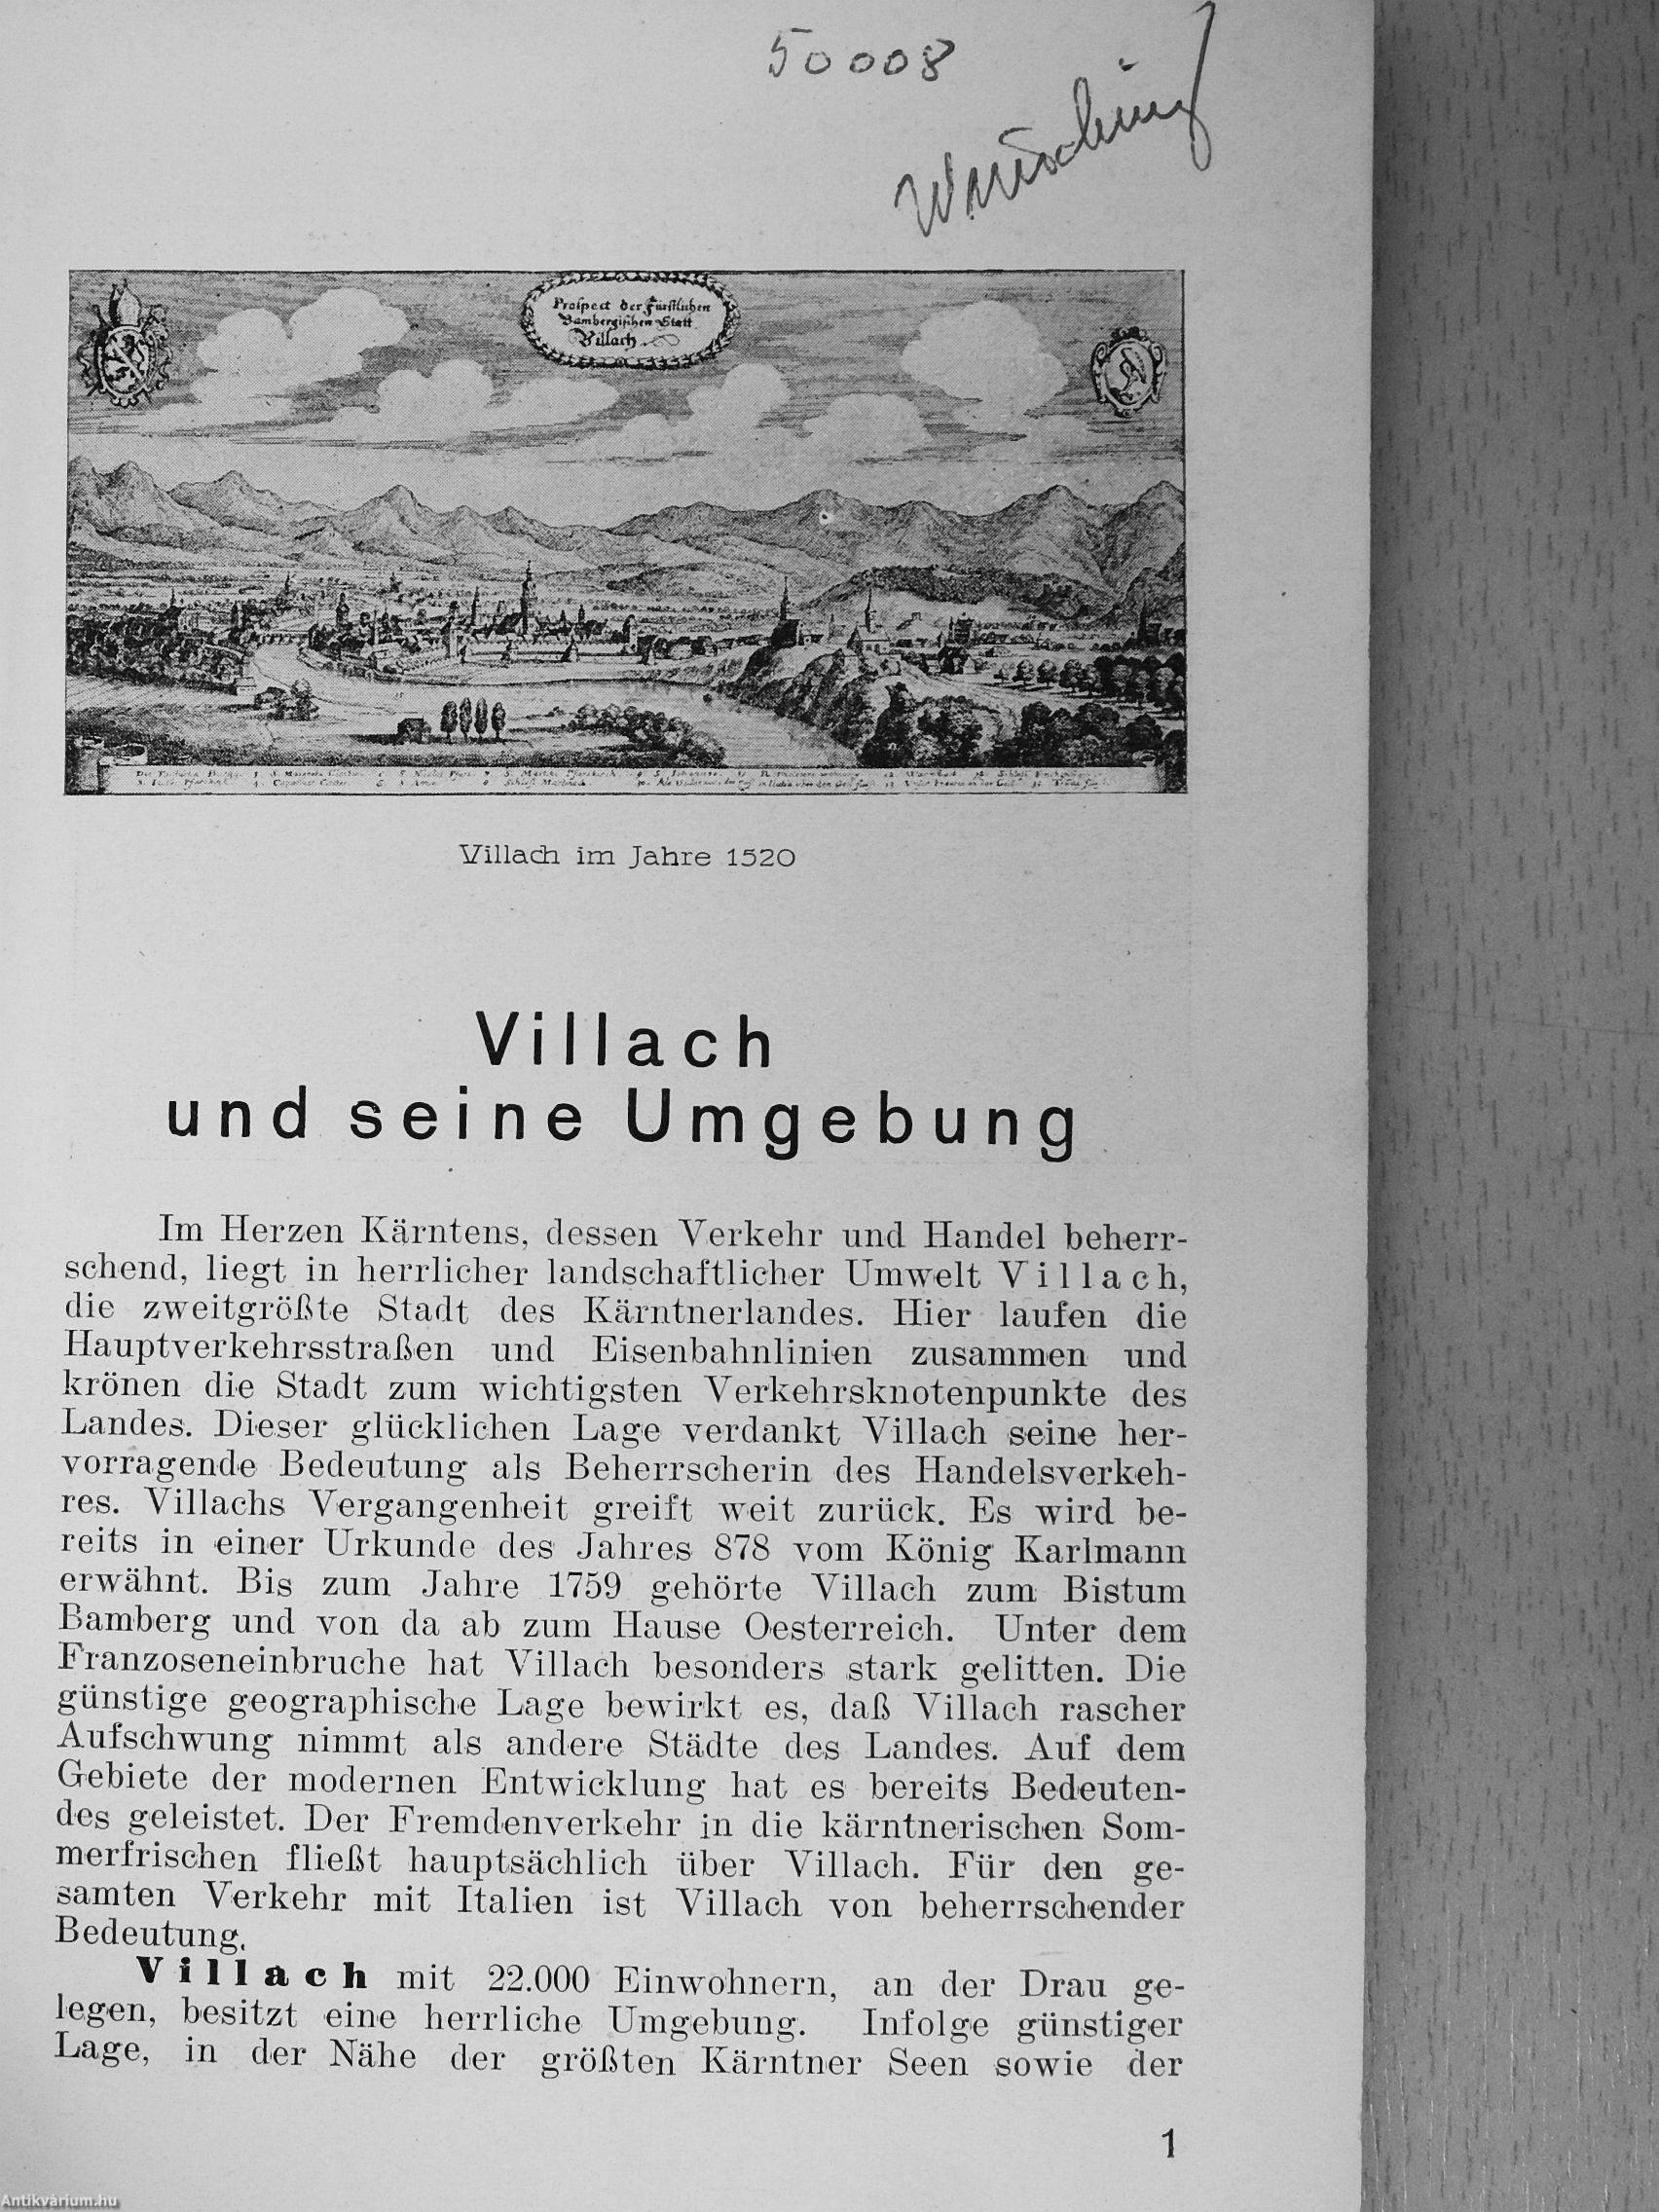 50008
Prospect der Fürstlichen
Bambergischen Statt
Villach.
Villach im Jahre 1520
Villach
und seine Umgebung
Im Herzen Kärntens, dessen Verkehr und Handel beherr-
schend, liegt in herrlicher landschaftlicher Umwelt Villach,
die zweitgrößte Stadt des Kärntnerlandes. Hier laufen die
Hauptverkehrsstraßen und Eisenbahnlinien zusammen und
krönen die Stadt zum wichtigsten Verkehrsknotenpunkte des
Landes. Dieser glücklichen Lage verdankt Villach seine her-
vorragende Bedeutung als Beherrscherin des Handelsverkeh-
res. Villachs Vergangenheit greift weit zurück. Es wird be-
reits in einer Urkunde des Jahres 878 vom König Karlmann
erwähnt. Bis zum Jahre 1759 gehörte Villach zum Bistum
Bamberg und von da ab zum Hause Oesterreich. Unter dem
Franzoseneinbruche hat Villach besonders stark gelitten. Die
günstige geographische Lage bewirkt es, daß Villach rascher
Aufschwung nimmt als andere Städte des Landes. Auf dem
Gebiete der modernen Entwicklung hat es bereits Bedeuten-
des geleistet. Der Fremdenverkehr in die kärntnerischen Som-
merfrischen fließt hauptsächlich über Villach. Für den ge-
samten Verkehr mit Italien ist Villach von beherrschender
Bedeutung.
Villach mit 22.000 Einwohnern, an der Drau ge-
legen, besitzt eine herrliche Umgebung. Infolge günstiger
Lage, in der Nähe der größten Kärntner Seen sowie der
1
Antikvárium.hu